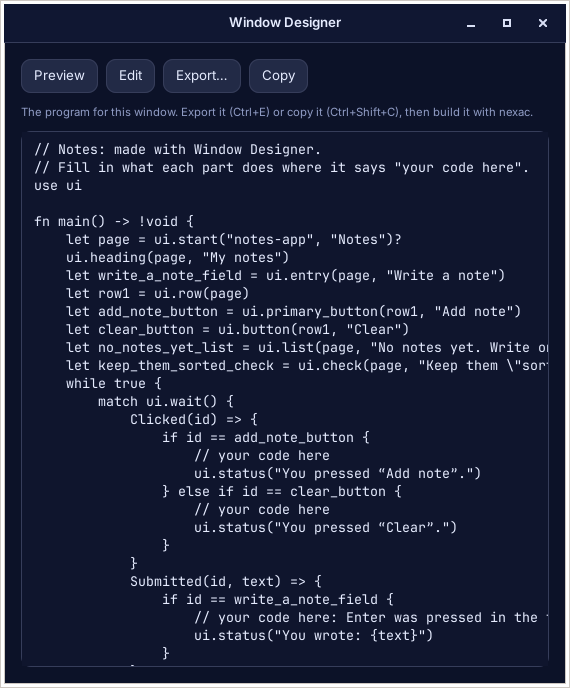 Window Designer
Preview Edit Export... Copy
The program for this window. Export it (Ctrl+E) or copy it (Ctrl+Shift+C), then build it with nexac.
// Notes: made with Window Designer.
// Fill in what each part does where it says "your code here".
use ui
fn main() -> !void {
    let page = ui.start("notes-app", "Notes")?
    ui.heading(page, "My notes")
    let write_a_note_field = ui.entry(page, "Write a note")
    let row1 = ui.row(page)
    let add_note_button = ui.primary_button(row1, "Add note")
    let clear_button = ui.button(row1, "Clear")
    let no_notes_yet_list = ui.list(page, "No notes yet. Write
    let keep_them_sorted_check = ui.check(page, "Keep them \"
    while true {
        match ui.wait() {
            Clicked(id) => {
                if id == add_note_button {
                    // your code here
                    ui.status("You pressed “Add note”.")
                } else if id == clear_button {
                    // your code here
                    ui.status("You pressed “Clear”.")
                }
            }
            Submitted(id, text) => {
                if id == write_a_note_field {
                    // your code here: Enter was pressed in the
                    ui.status("You wrote: {text}")
                }